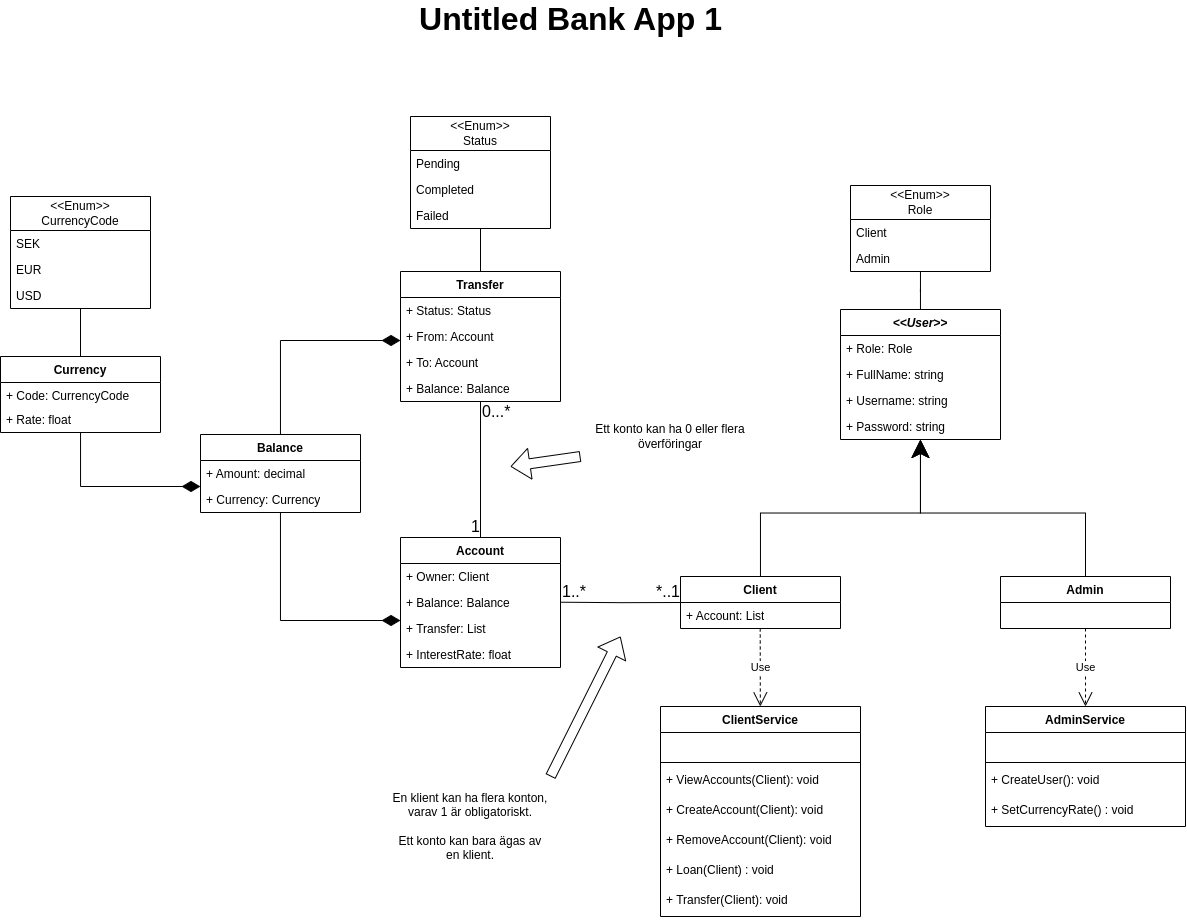 Untitled Bank App 1
<<Enum>>
Status
Pending
Completed
Failed
<<Enum>>
CurrencyCode
SEK
EUR
USD
<<Enum>>
Role
Client
Admin
Transfer
+ Status: Status
+ From: Account
+ To: Account
+ Balance: Balance
<<User>>
+ Role: Role
+ FullName: string
+ Username: string
+ Password: string
Currency
+ Code: CurrencyCode
+ Rate: float
0...*
Ett konto kan ha 0 eller flera
överföringar
Balance
+ Amount: decimal
+ Currency: Currency
1
Account
+ Owner: Client
+ Balance: Balance
+ Transfer: List
+ InterestRate: float
1..*
*..1
Client
+ Account: List
Admin
Use
Use
ClientService
+ ViewAccounts(Client): void
+ CreateAccount(Client): void
+ RemoveAccount(Client): void
+ Loan(Client) : void
+ Transfer(Client): void
AdminService
+ CreateUser(): void
+ SetCurrencyRate() : void
En klient kan ha flera konton,
varav 1 är obligatoriskt.
Ett konto kan bara ägas av
en klient.